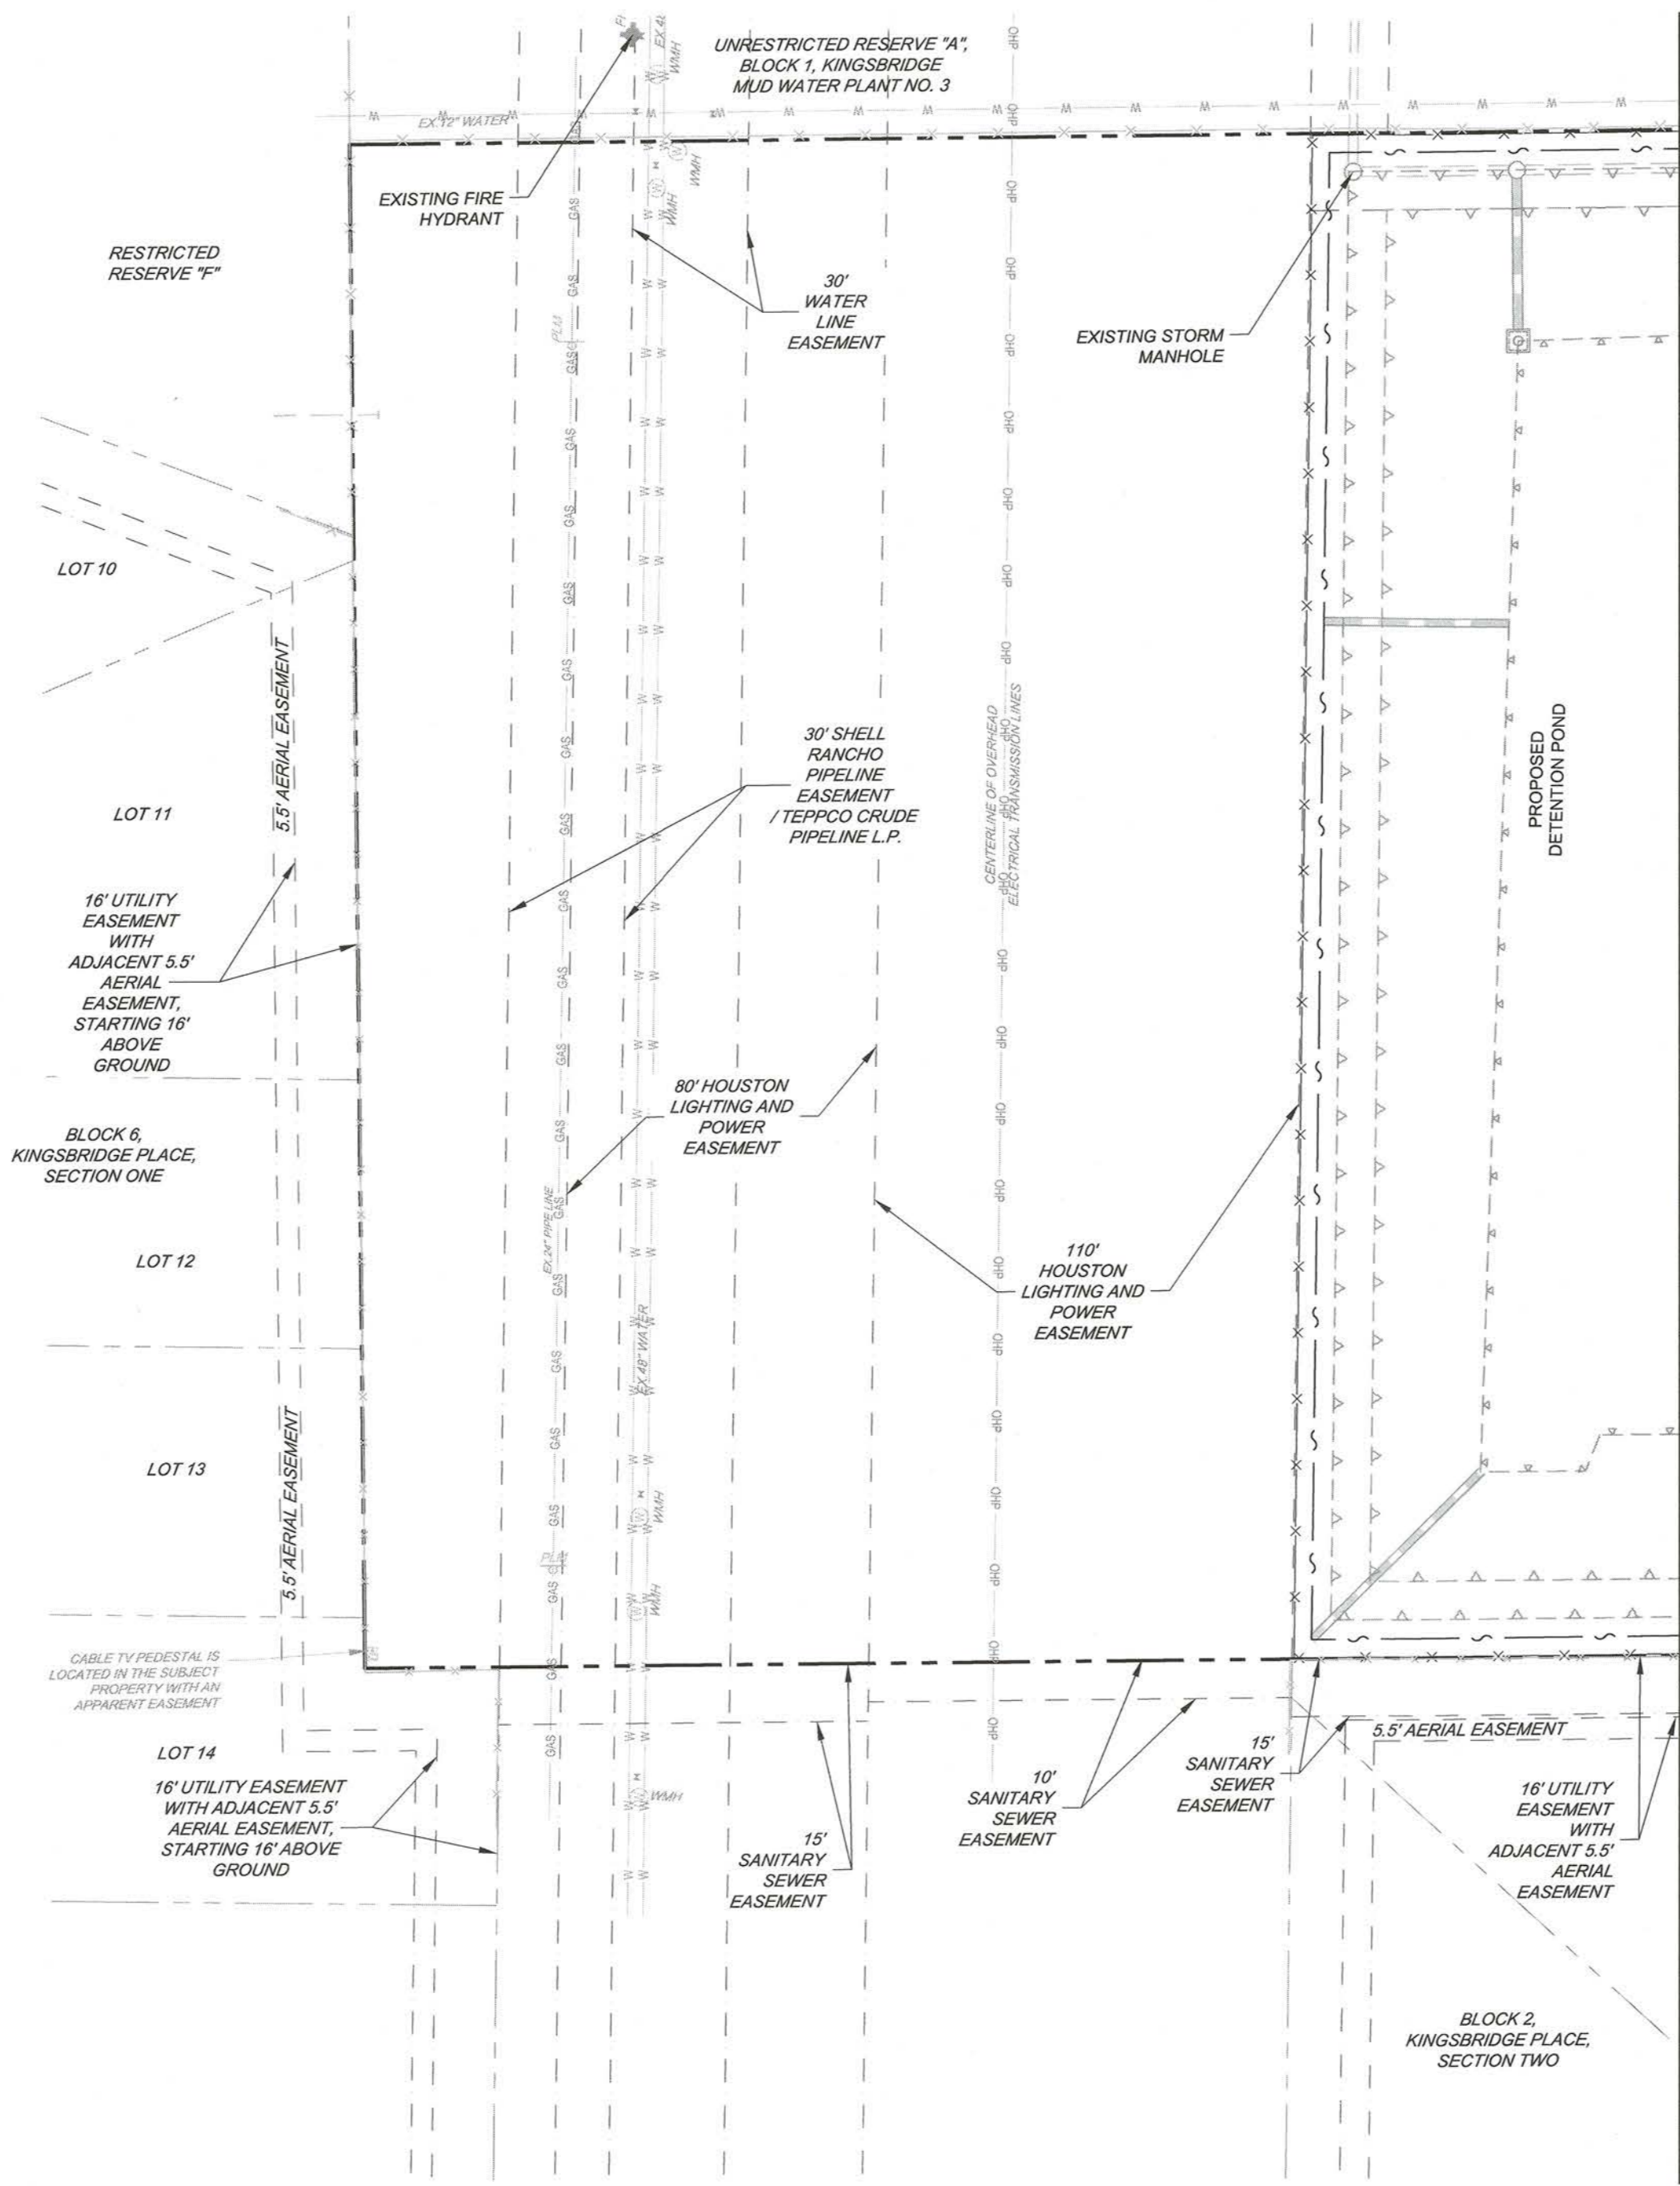 UNRESTRICTED RESERVE "A",
BLOCK 1, KINGSBRIDGE
MUD WATER PLANT NO. 3
WMH
EX.12" WATER
EXISTING FIRE
HYDRANT
WMH
WMH
RESTRICTED
RESERVE "F"
30'
WATER
LINE
EASEMENT
EXISTING STORM
MANHOLE
LOT 10
5.5' AERIAL EASEMENT
30' SHELL
RANCHO
PIPELINE
EASEMENT
/ TEPPCO CRUDE
PIPELINE L.P.
CENTERLINE OF OVERHEAD
ELECTRICAL TRANSMISSION LINES
PROPOSED
DETENTION POND
LOT 11
16' UTILITY
EASEMENT
WITH
ADJACENT 5.5'
AERIAL
EASEMENT,
STARTING 16'
ABOVE
GROUND
80' HOUSTON
LIGHTING AND
POWER
EASEMENT
BLOCK 6,
KINGSBRIDGE PLACE,
SECTION ONE
EX.24" PIPE LINE
LOT 12
110'
HOUSTON
LIGHTING AND
POWER
EASEMENT
EX.48" WATER
LOT 13
5.5' AERIAL EASEMENT
WMH
WMH
GAS
OHP
W
CABLE TV PEDESTAL IS
LOCATED IN THE SUBJECT
PROPERTY WITH AN
APPARENT EASEMENT
LOT 14
16' UTILITY EASEMENT
WITH ADJACENT 5.5'
AERIAL EASEMENT,
STARTING 16' ABOVE
GROUND
WMH
15'
SANITARY
SEWER
EASEMENT
10'
SANITARY
SEWER
EASEMENT
15'
SANITARY
SEWER
EASEMENT
5.5' AERIAL EASEMENT
16' UTILITY
EASEMENT
WITH
ADJACENT 5.5'
AERIAL
EASEMENT
BLOCK 2,
KINGSBRIDGE PLACE,
SECTION TWO